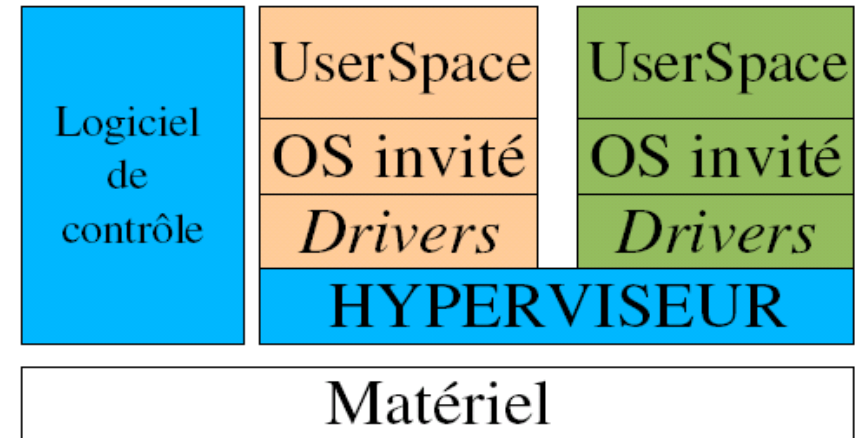 Logiciel
de
contrôle
UserSpace
OS invité
Drivers
UserSpace
OS invité
Drivers
HYPERVISEUR
Matériel